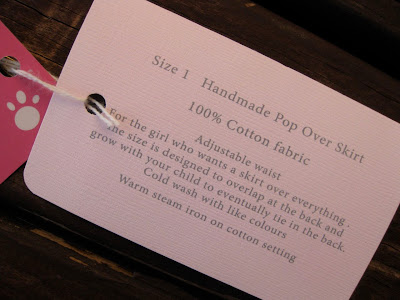 Size 1 Handmade Pop Over Skirt
100% Cotton fabric
Adjustable waist
For the girl who wants a skirt over everything .
The size is designed to overlap at the back and
grow with your child to eventually tie in the back.
Cold wash with like colours
Warm steam iron on cotton setting